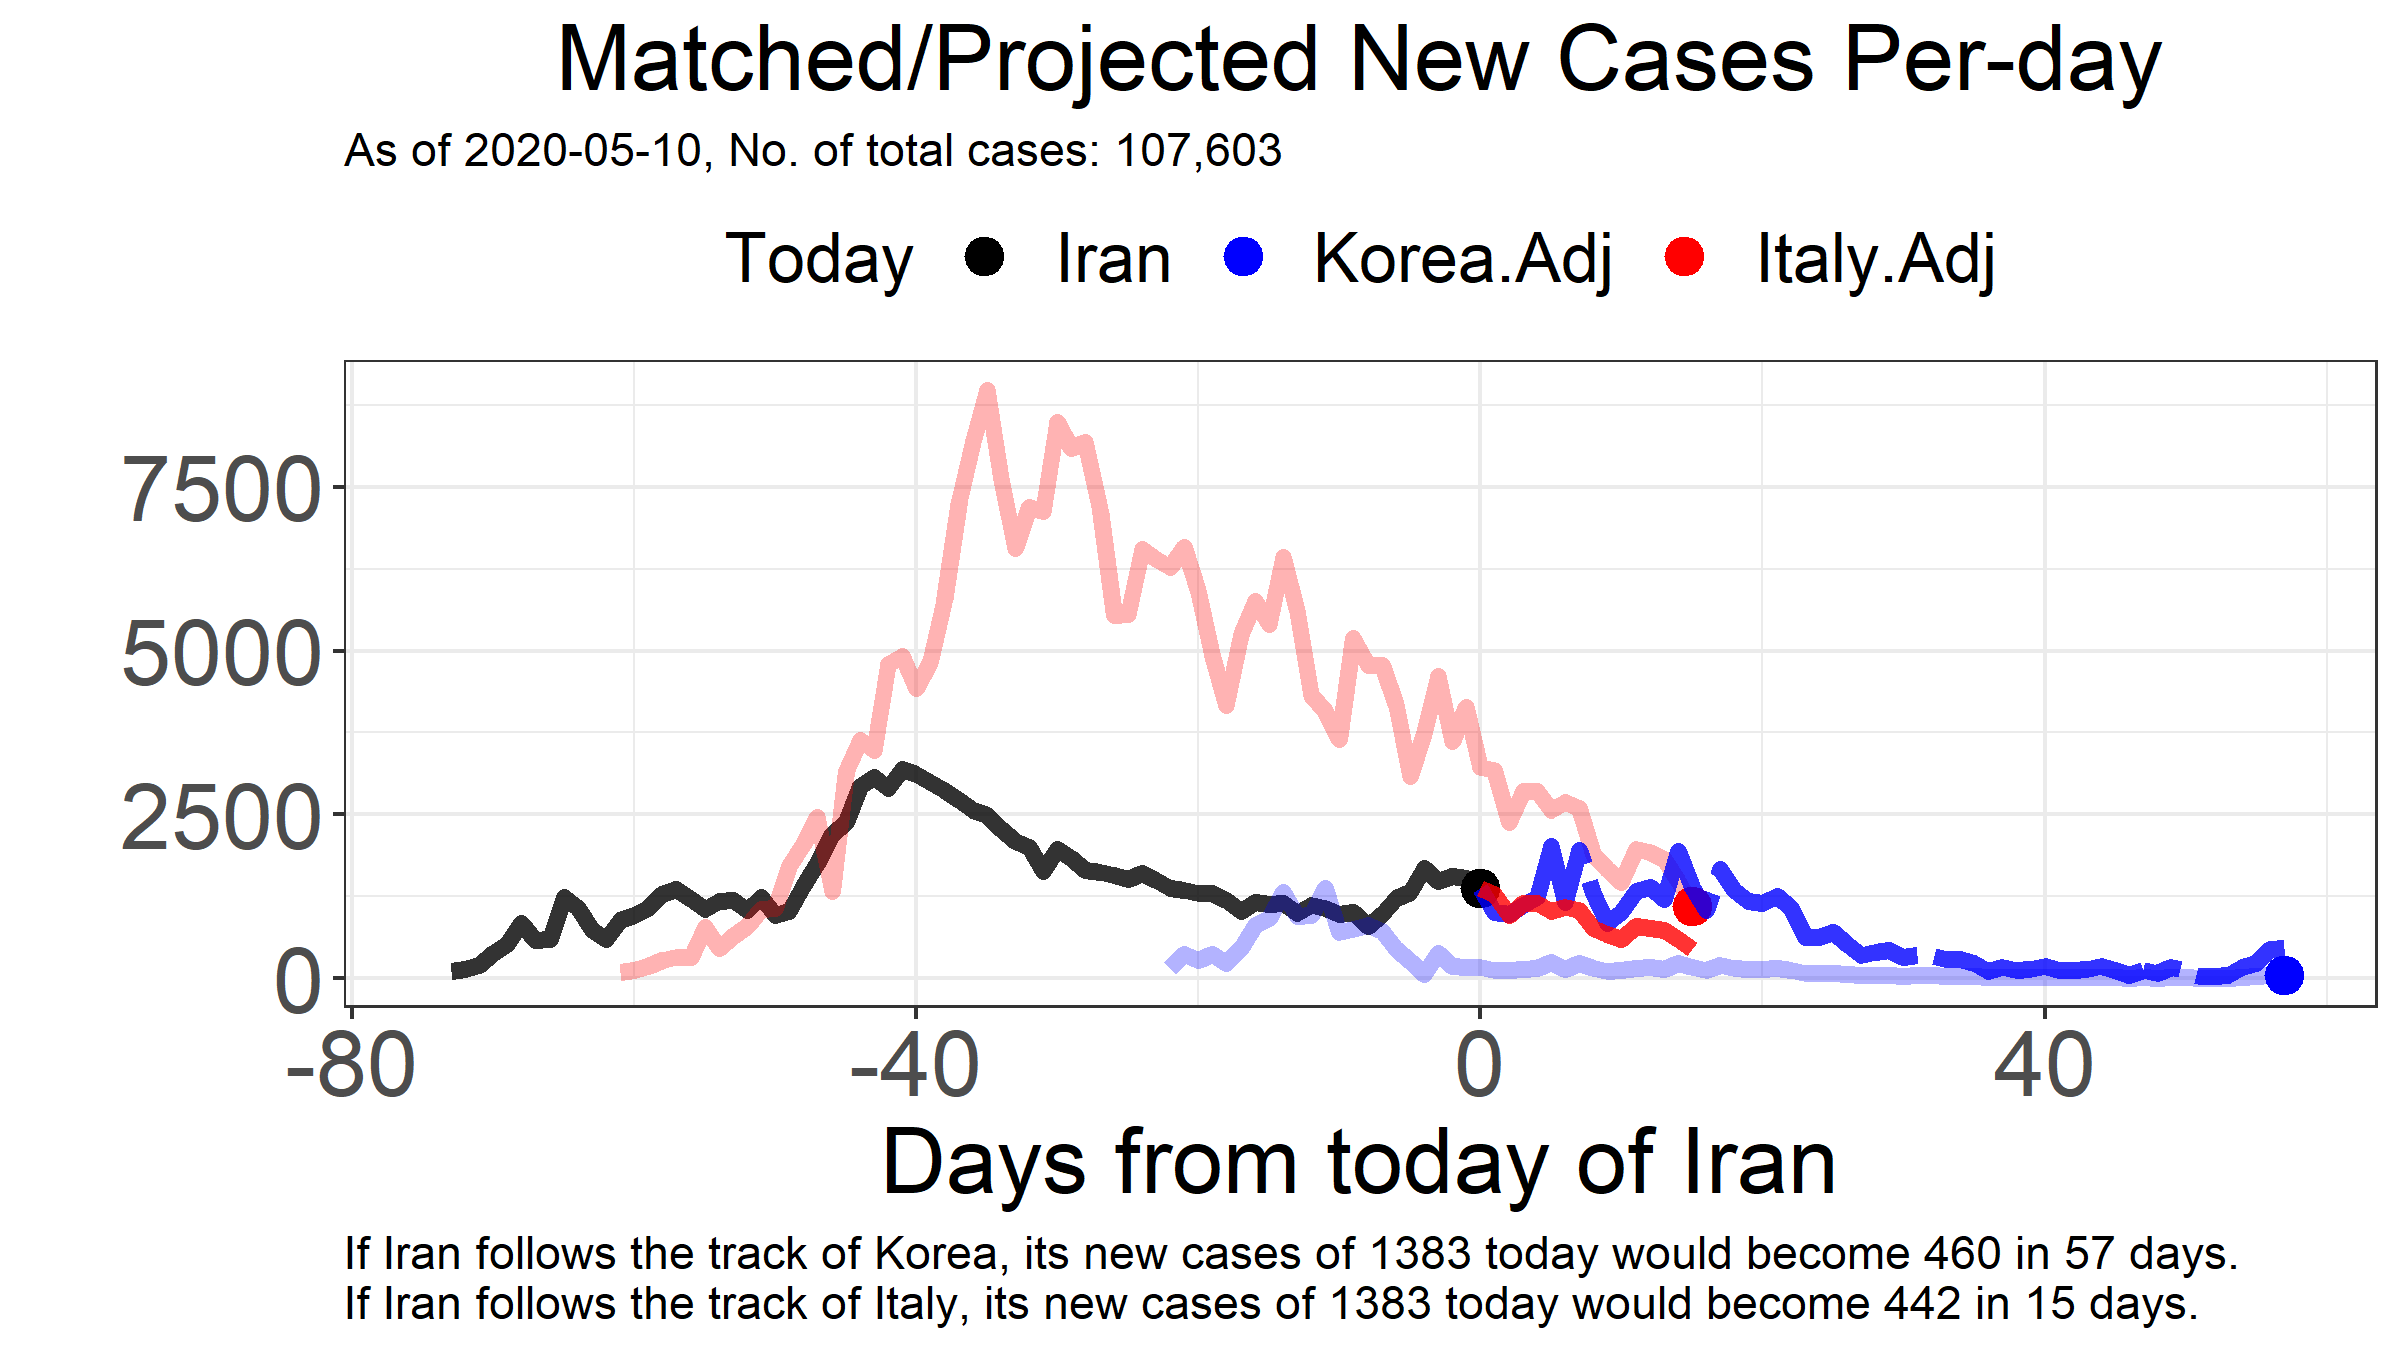 Matched/Projected New Cases Per-day
As of 2020-05-10, No. of total cases: 107,603
Today Iran Korea.Adj Italy.Adj
7500
5000
2500
0
-80 -40 0 40
Days from today of Iran
If Iran follows the track of Korea, its new cases of 1383 today would become 460 in 57 days.
If Iran follows the track of Italy, its new cases of 1383 today would become 442 in 15 days.